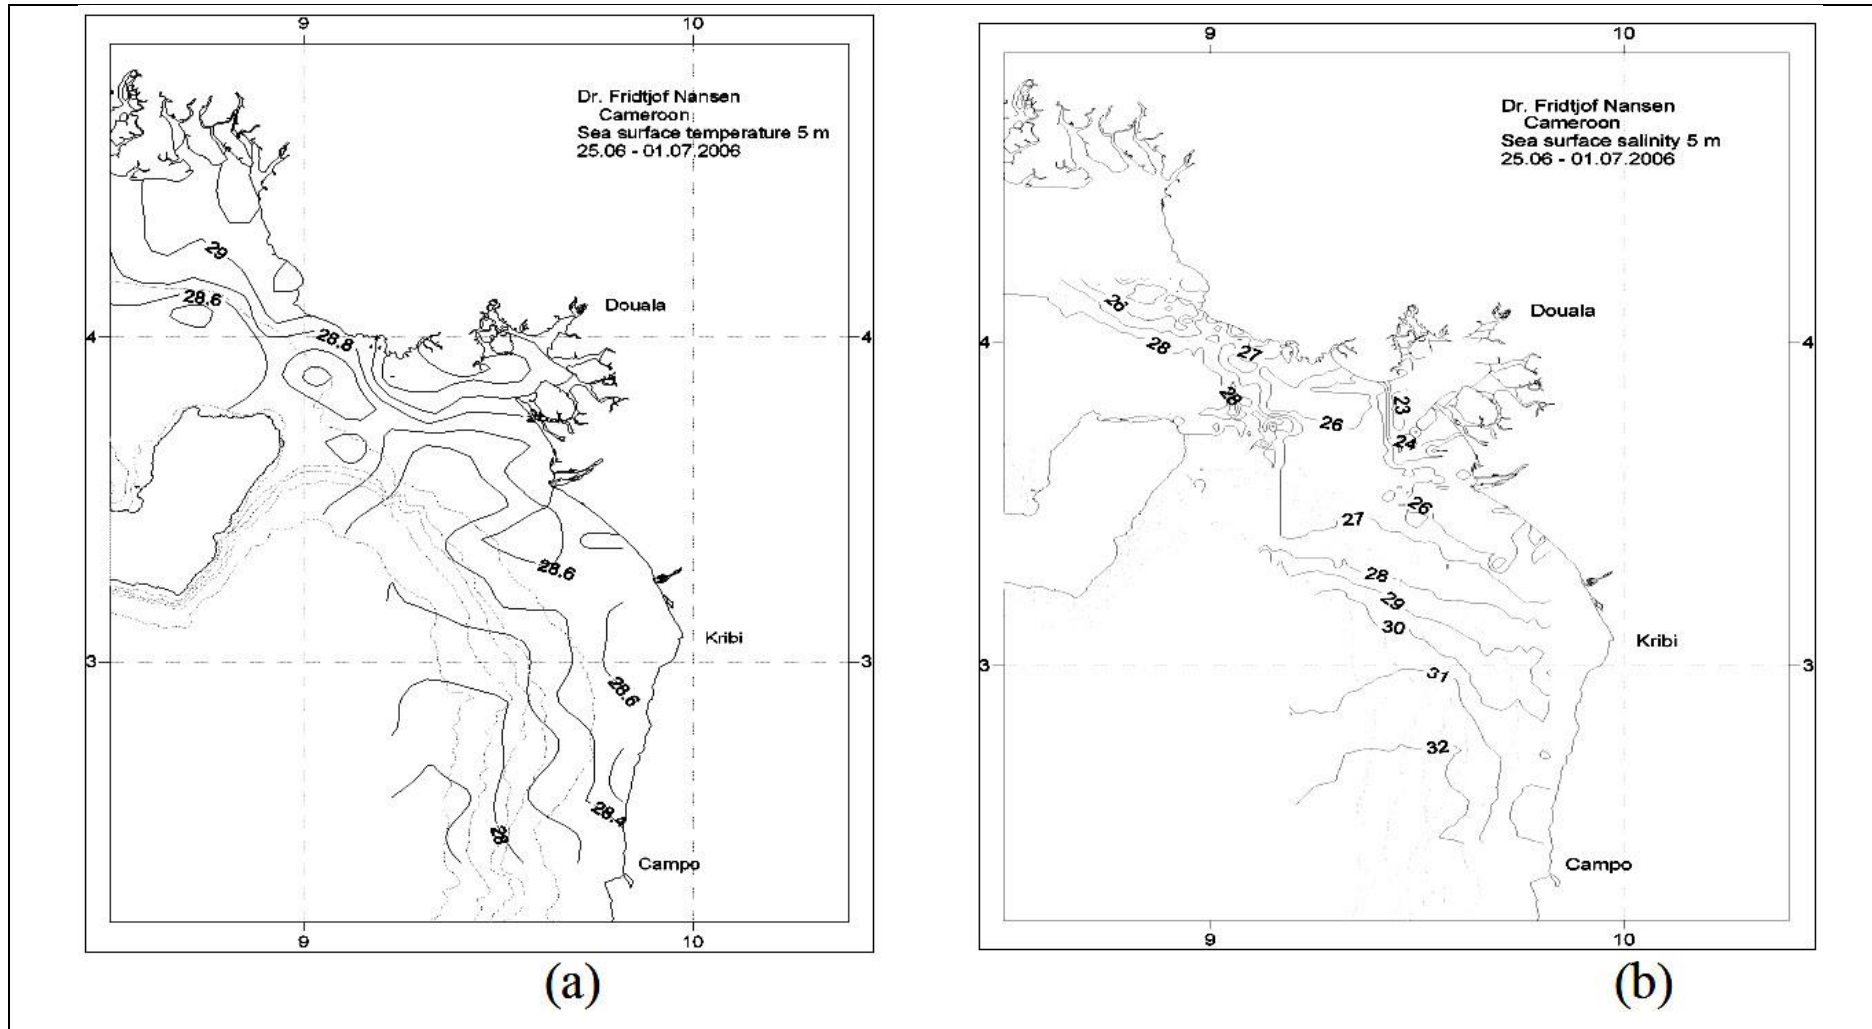 9 10
Dr. Fridtjof Nansen
Cameroon
Sea surface temperature 5 m
25.06 - 01.07.2006
29
28.6
Douala
4 4
28.8
28.6
Kribi
3 3
28.6
28.4
28
Campo
9 10
(a)
9 10
Dr. Fridtjof Nansen
Cameroon
Sea surface salinity 5 m
25.06 - 01.07.2006
26
Douala
4 4
28
27
28
23
26
24
26
27
28
29
30
Kribi
3 3
31
32
Campo
9 10
(b)